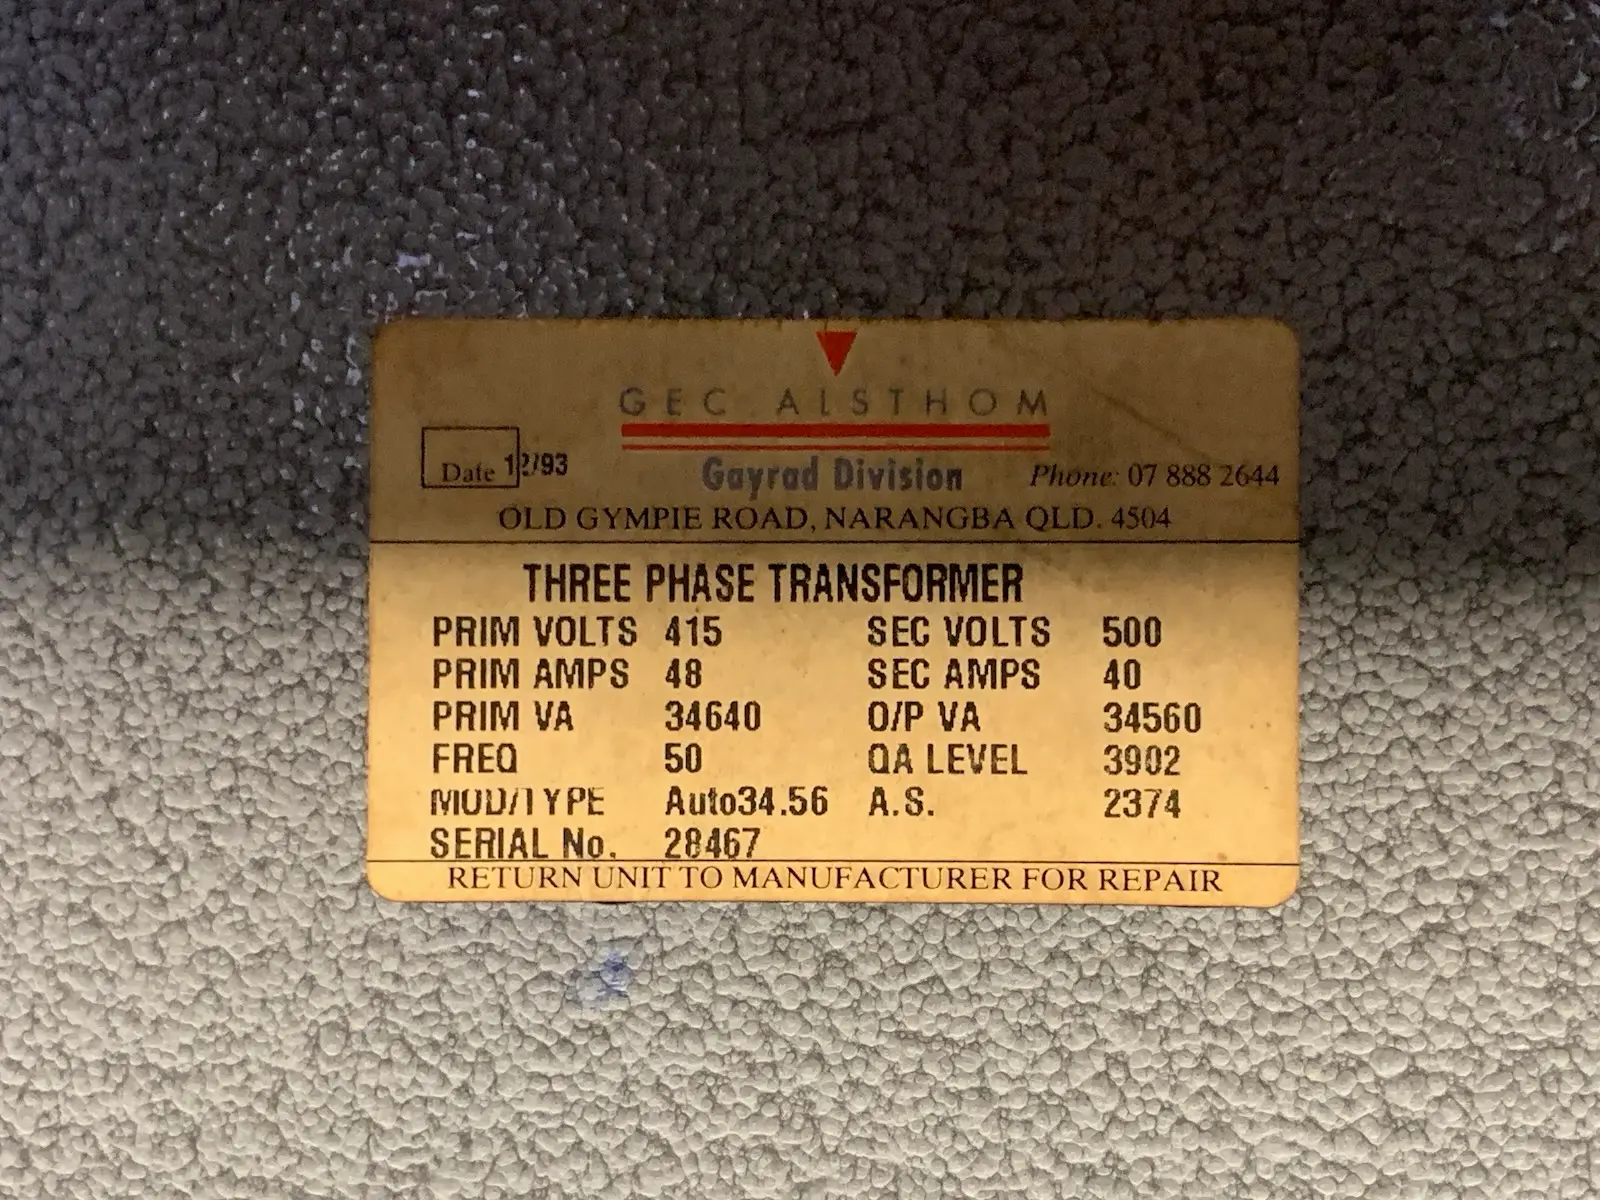 GEC ALSTHOM
Date 12/93
Gayrad Division
Phone: 07 888 2644
OLD GYMPIE ROAD, NARANGBA QLD. 4504
THREE PHASE TRANSFORMER
PRIM VOLTS 415 SEC VOLTS 500
PRIM AMPS 48 SEC AMPS 40
PRIM VA 34640 O/P VA 34560
FREQ 50 QA LEVEL 3902
MOD/TYPE Auto34.56 A.S. 2374
SERIAL No. 28467
RETURN UNIT TO MANUFACTURER FOR REPAIR